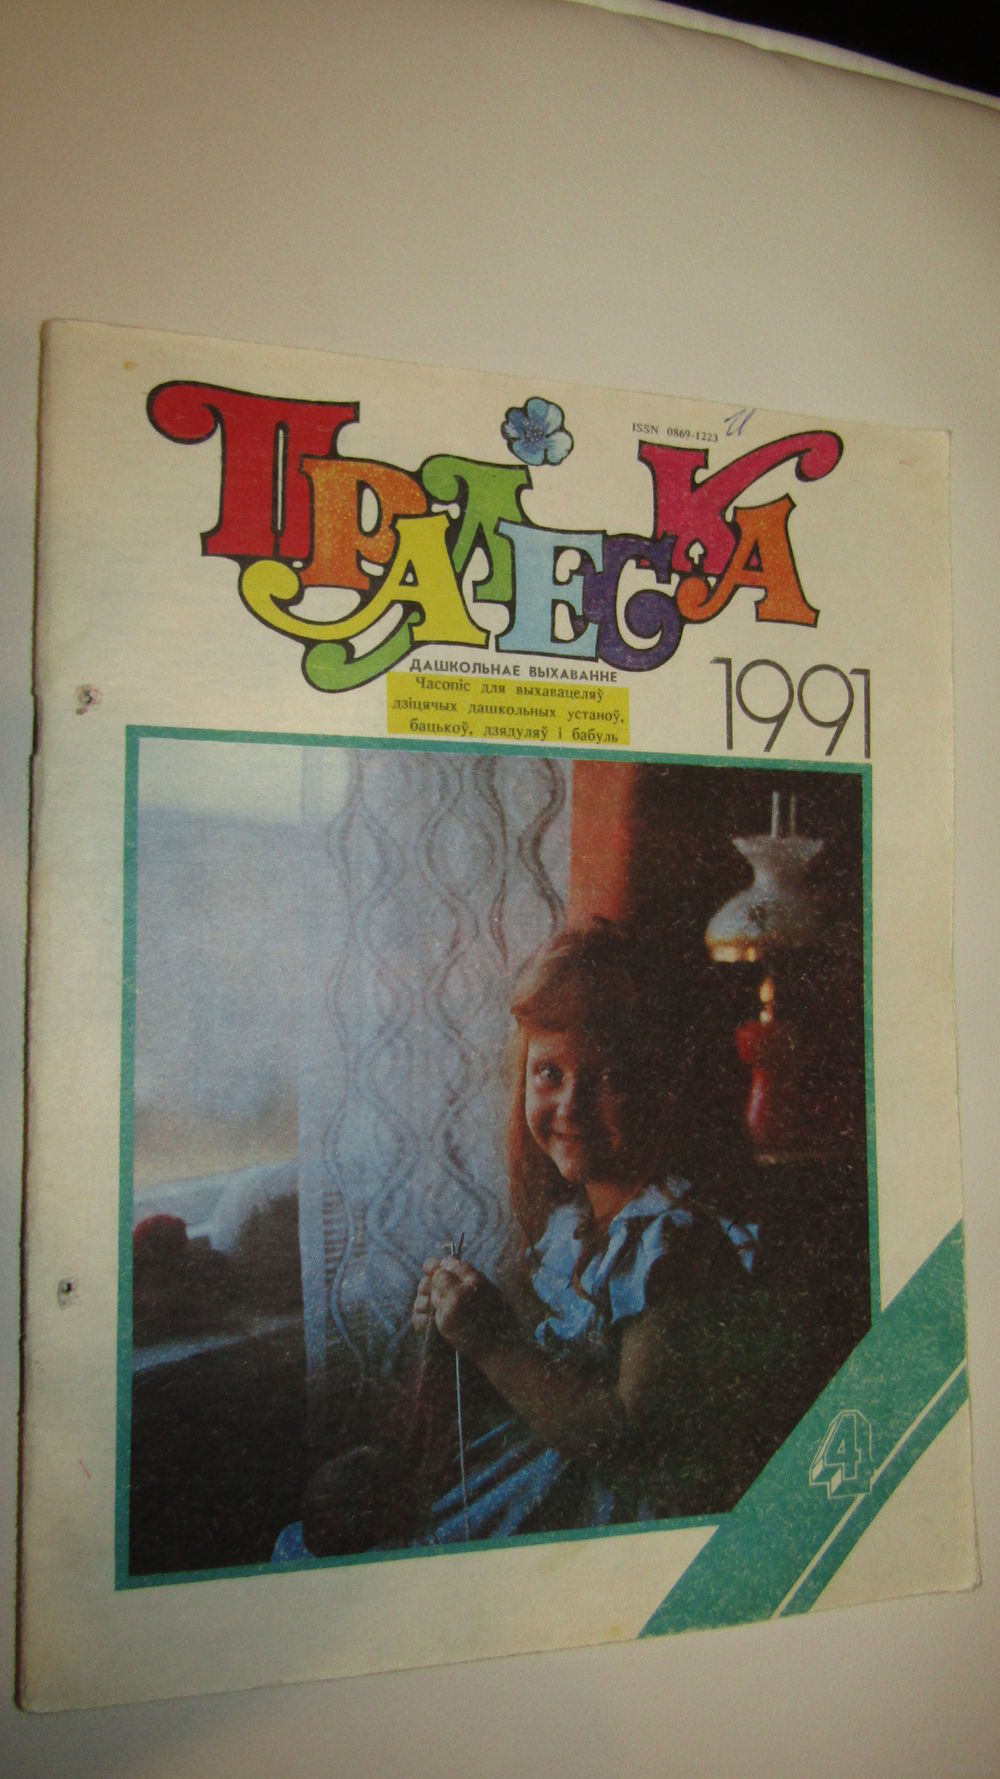 ISSN 0869-1223
ПРАЛЕСКА
ДАШКОЛЬНАЕ ВЫХАВАННЕ
Часопіс для выхавацеляў
дзіцячых дашкольных устаноў,
бацькоў, дзядуляў і бабуль
1991
4